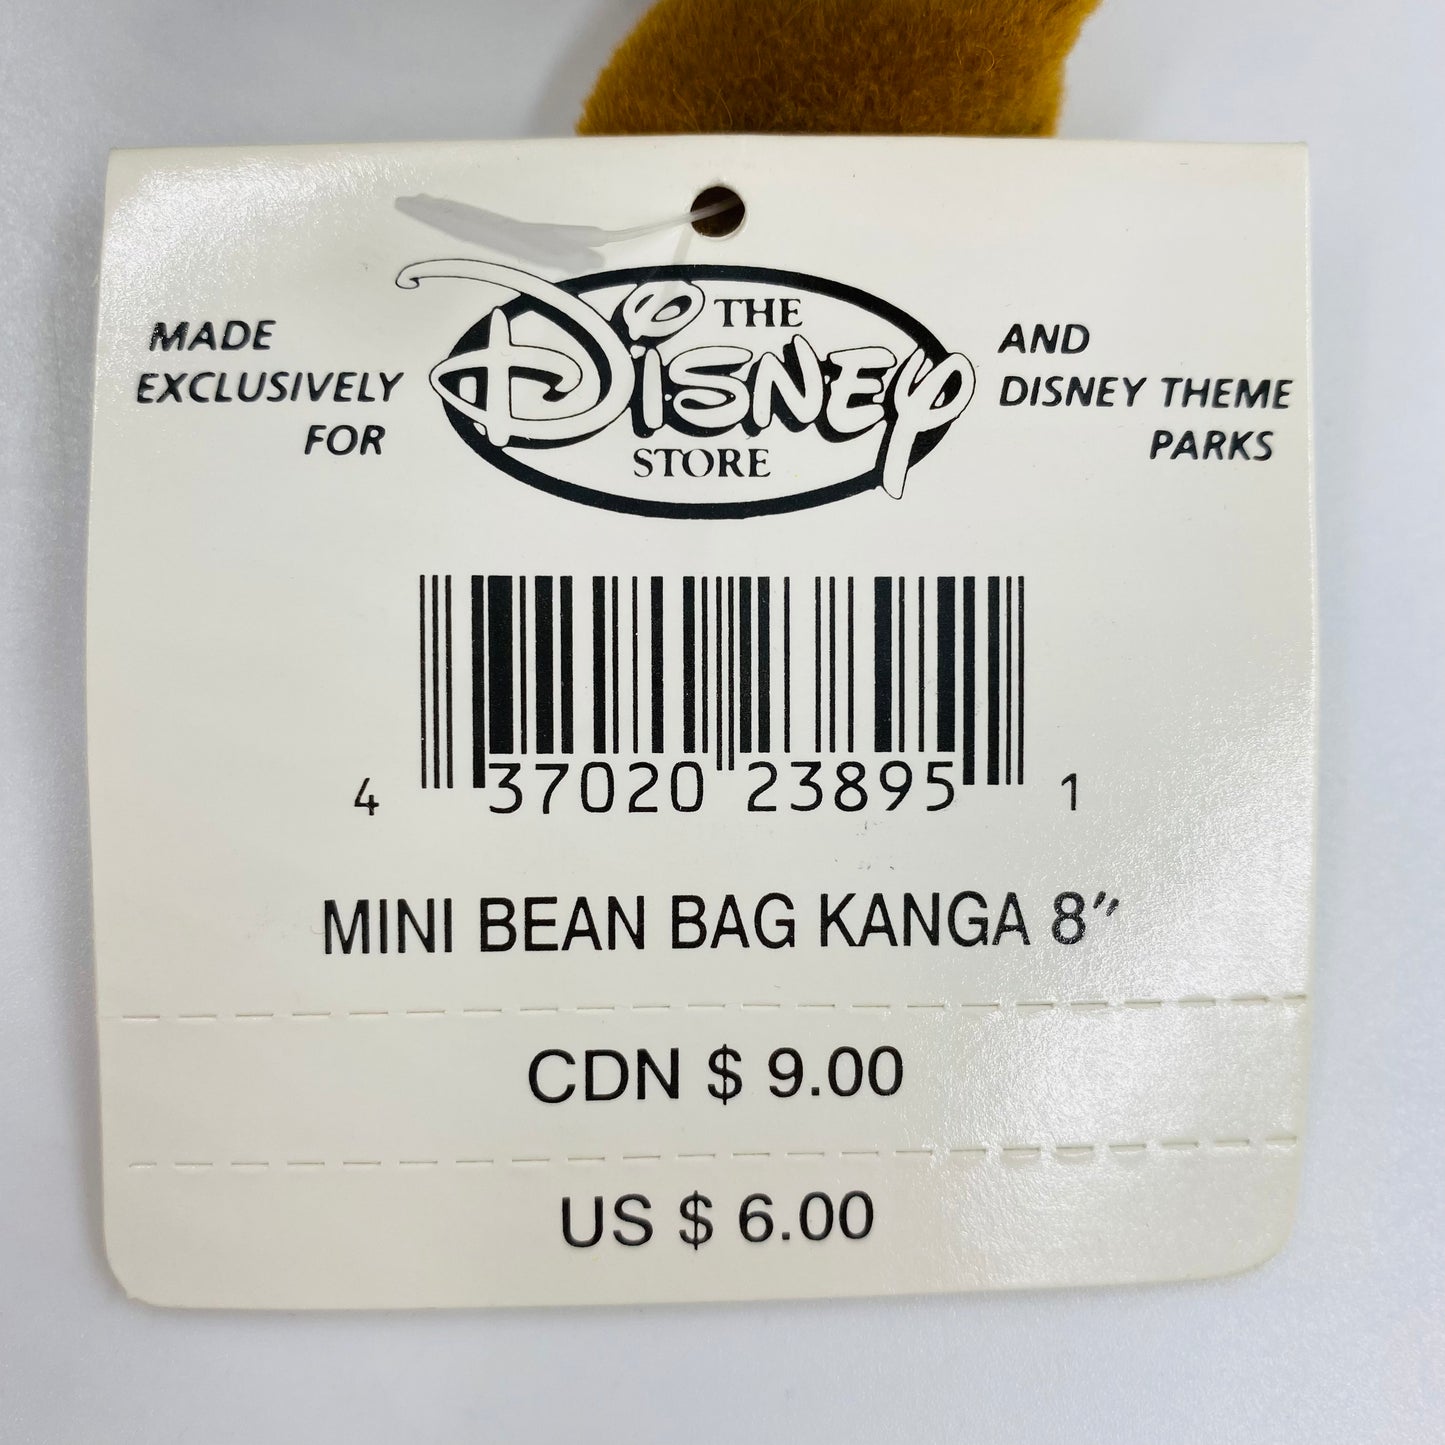 MADE
EXCLUSIVELY
FOR
THE
Disney
STORE
AND
DISNEY THEME
PARKS
4 37020 23895 1
MINI BEAN BAG KANGA 8"
CDN $ 9.00
US $ 6.00